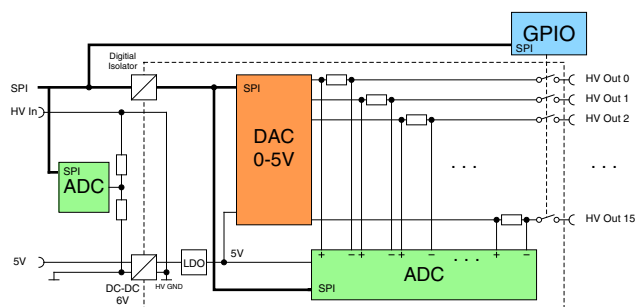 GPIO
SPI
Digitial
Isolator
SPI
SPI
HV Out 0
HV In
HV Out 1
DAC
0-5V
HV Out 2
SPI
ADC
. . .
. . .
HV Out 15
5V
LDO
5V
+ − + − + − . . . + −
ADC
SPI
DC-DC
6V
HV GND